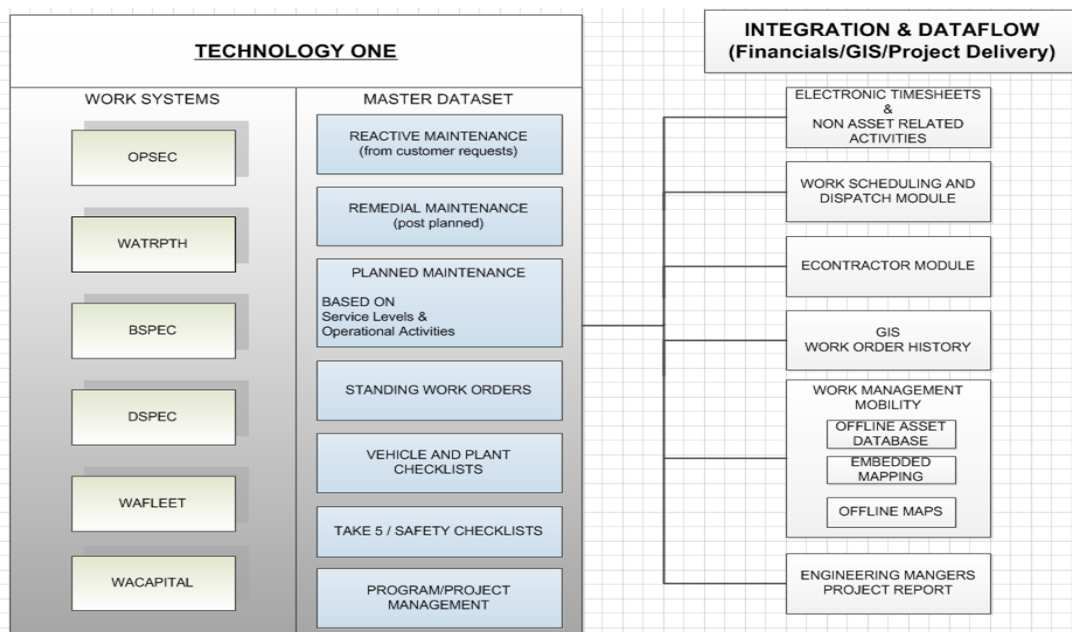 TECHNOLOGY ONE
WORK SYSTEMS
OPSEC
WATRPTH
BSPEC
DSPEC
WAFLEET
WACAPITAL
MASTER DATASET
REACTIVE MAINTENANCE
(from customer requests)
REMEDIAL MAINTENANCE
(post planned)
PLANNED MAINTENANCE
BASED ON
Service Levels &
Operational Activities
STANDING WORK ORDERS
VEHICLE AND PLANT
CHECKLISTS
TAKE 5 / SAFETY CHECKLISTS
PROGRAM/PROJECT
MANAGEMENT
INTEGRATION & DATAFLOW
(Financials/GIS/Project Delivery)
ELECTRONIC TIMESHEETS
&
NON ASSET RELATED
ACTIVITIES
WORK SCHEDULING AND
DISPATCH MODULE
ECONTRACTOR MODULE
GIS
WORK ORDER HISTORY
WORK MANAGEMENT
MOBILITY
OFFLINE ASSET
DATABASE
EMBEDDED
MAPPING
OFFLINE MAPS
ENGINEERING MANGERS
PROJECT REPORT